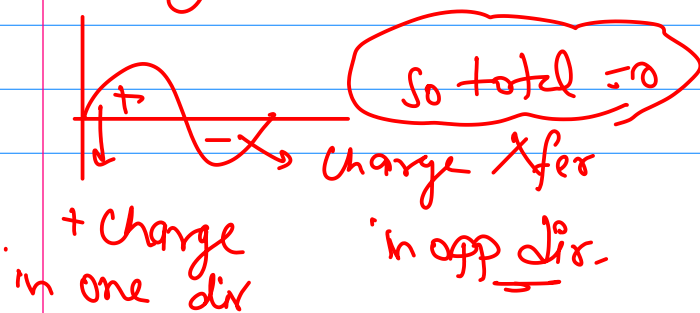 So total = 0
+
-
Charge Xfer
in opp dir.
+ charge
in one dir